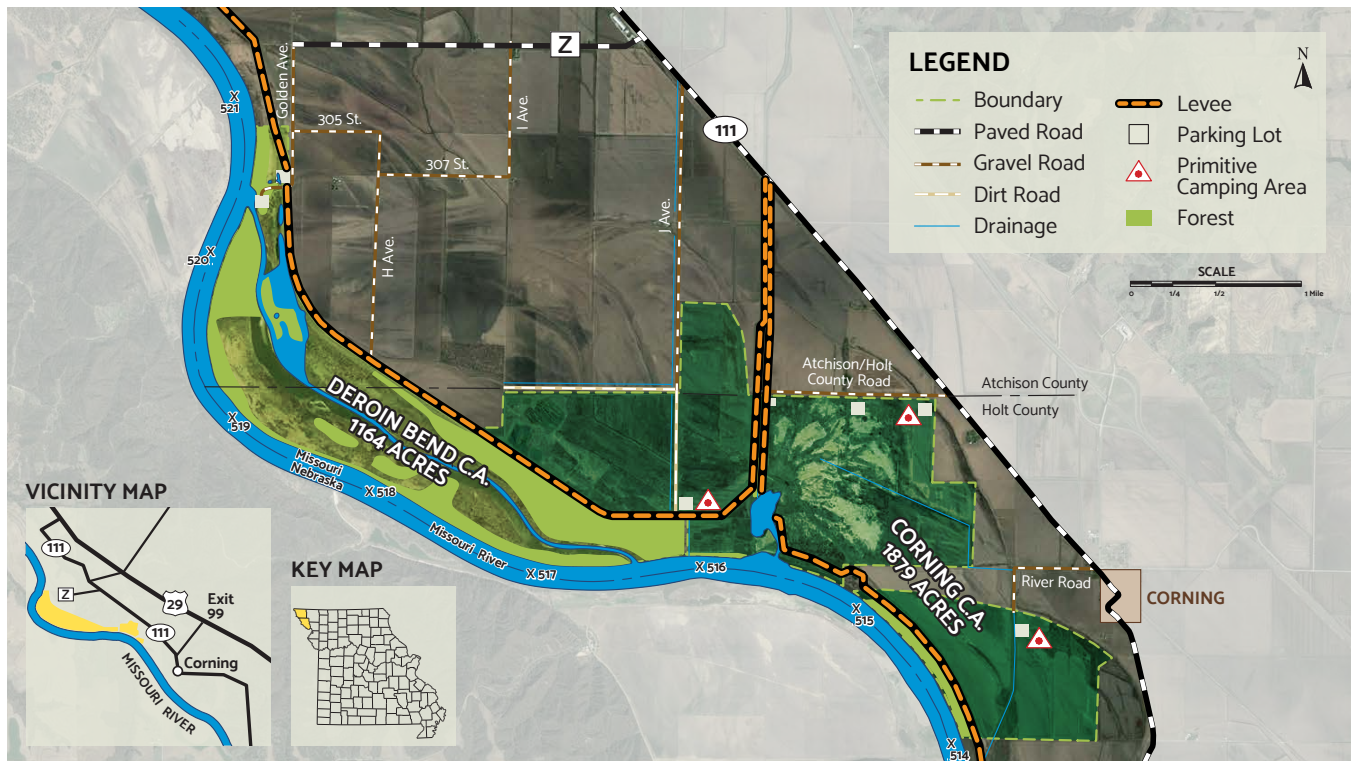 LEGEND
Boundary
Paved Road
Gravel Road
Dirt Road
Drainage
Levee
Parking Lot
Primitive
Camping Area
Forest
N
SCALE
0 1/4 1/2 1 Mile
Z
111
Golden Ave.
I Ave.
305 St.
307 St.
H Ave.
J Ave.
X
521
X
520
X
519
X 518
X 517
X 516
X
515
X
514
Atchison/Holt
County Road
Atchison County
Holt County
DEROIN BEND C.A.
1164 ACRES
Missouri
Nebraska
Missouri River
CORNING C.A.
1879 ACRES
River Road
CORNING
VICINITY MAP
111
Z
29
Exit
99
111
Corning
MISSOURI RIVER
KEY MAP